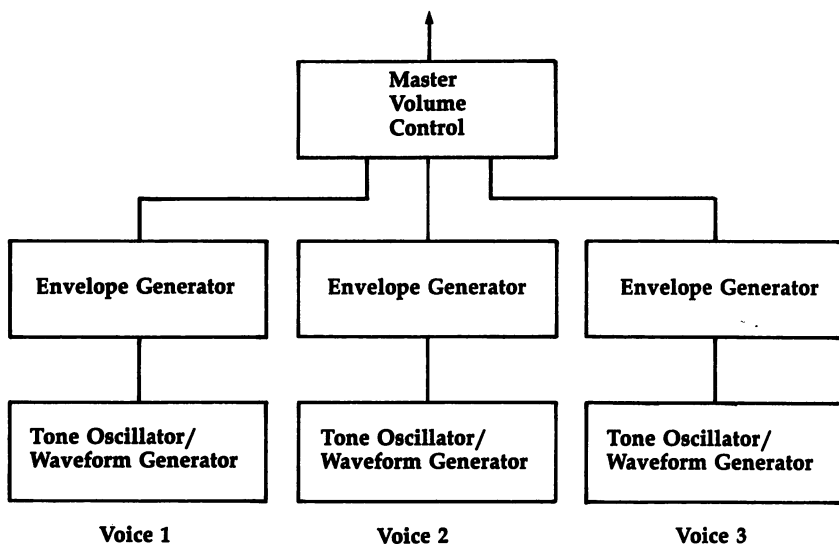 Master
Volume
Control
Envelope Generator
Envelope Generator
Envelope Generator
Tone Oscillator/
Waveform Generator
Tone Oscillator/
Waveform Generator
Tone Oscillator/
Waveform Generator
Voice 1
Voice 2
Voice 3